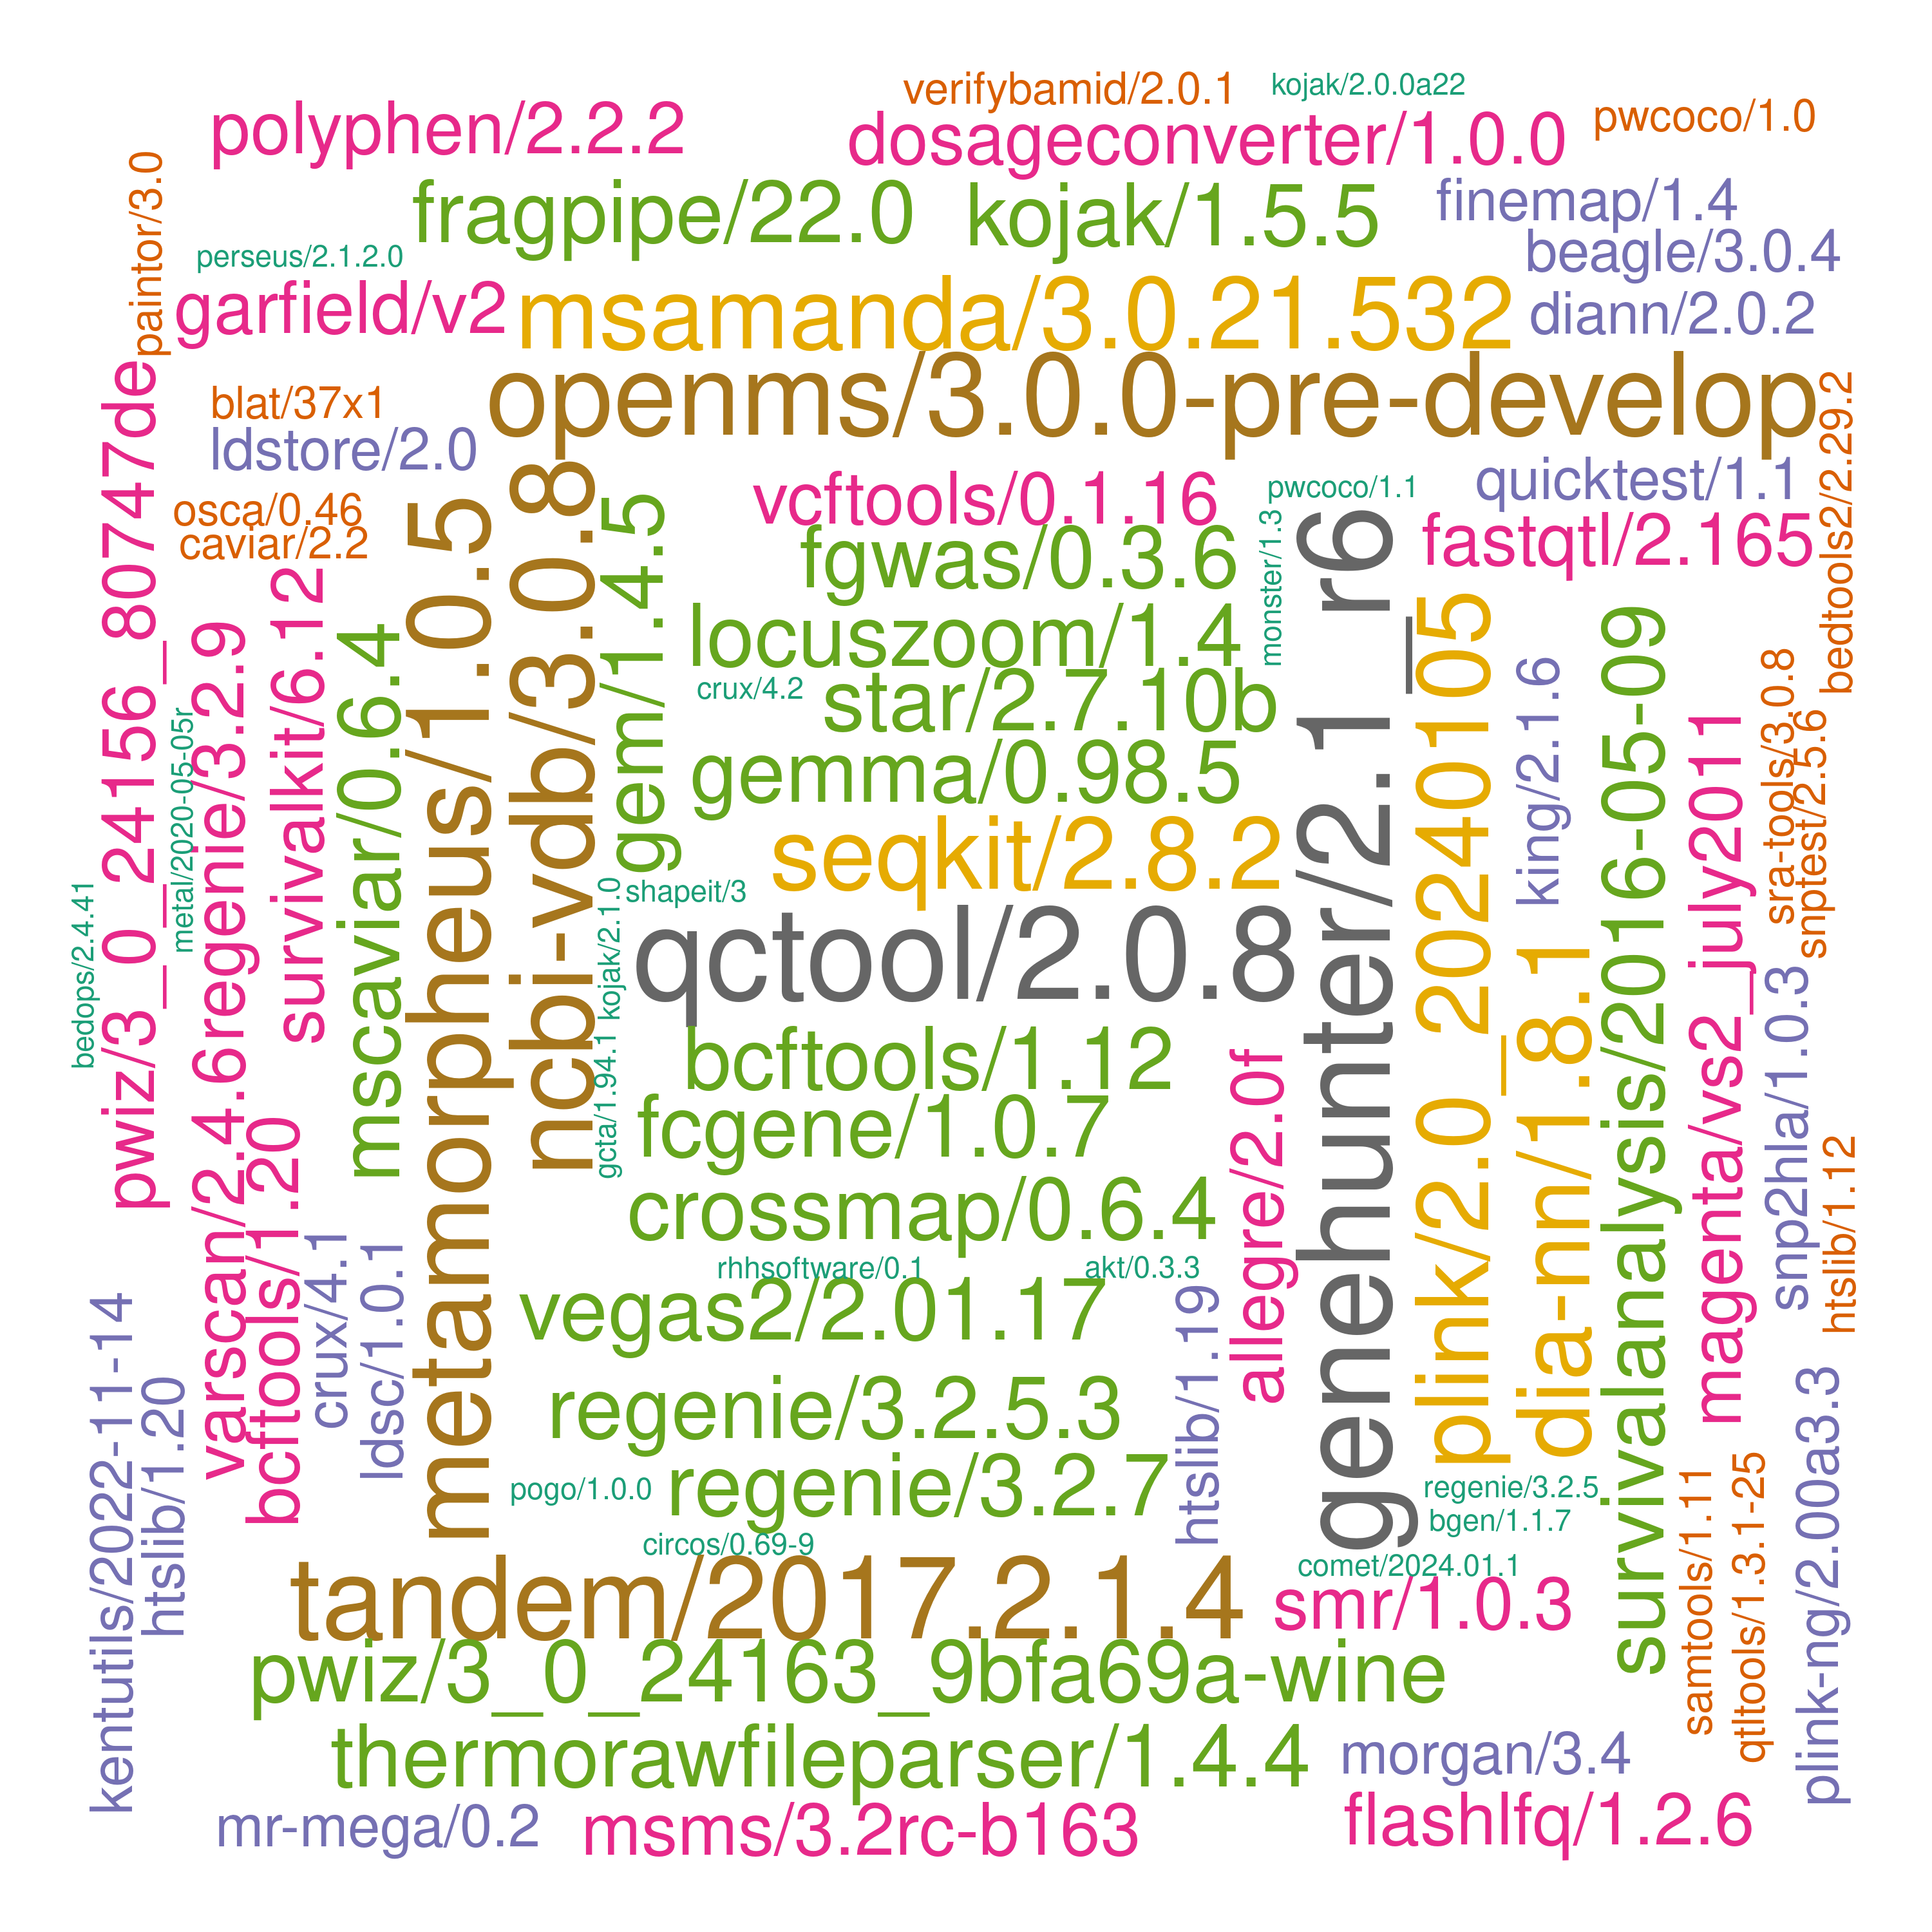 verifybamid/2.0.1
kojak/2.0.0a22
pwcoco/1.0
polyphen/2.2.2
dosageconverter/1.0.0
paintor/3.0
fragpipe/22.0
kojak/1.5.5
finemap/1.4
beagle/3.0.4
perseus/2.1.2.0
garfield/v2
msamanda/3.0.21.532
diann/2.0.2
openms/3.0.0-pre-develop
blat/37x1
ldstore/2.0
bedtools2/2.29.2
pwiz/3_0_24156_80747de
osca/0.46
caviar/2.2
metamorpheus/1.0.5
ncbi-vdb/3.0.8
gem/1.4.5
vcftools/0.1.16
pwcoco/1.1
quicktest/1.1
fastqtl/2.165
genehunter/2.1_r6
monster/1.3
fgwas/0.3.6
locuszoom/1.4
survivalkit/6.12
regenie/3.2.9
mscaviar/0.6.4
crux/4.2
star/2.7.10b
plink/2.0_20240105
survivalanalysis/2016-05-09
king/2.1.6
sra-tools/3.0.8
snptest/2.5.6
metal/2020-05-05r
magenta/vs2_july2011
gemma/0.98.5
seqkit/2.8.2
bedops/2.4.41
shapeit/3
kojak/2.1.0
qctool/2.0.8
dia-nn/1.8.1
snp2hla/1.0.3
varscan/2.4.6
gcta/1.94.1
bcftools/1.12
fcgene/1.0.7
allegre/2.0f
bcftools/1.20
htslib/1.12
crossmap/0.6.4
crux/4.1
ldsc/1.0.1
rhhsoftware/0.1
akt/0.3.3
vegas2/2.01.17
htslib/1.19
kentutils/2022-11-14
htslib/1.20
regenie/3.2.5.3
plink-ng/2.00a3.3
pogo/1.0.0
regenie/3.2.7
regenie/3.2.5
bgen/1.1.7
samtools/1.11
qtltools/1.3.1-25
circos/0.69-9
comet/2024.01.1
tandem/2017.2.1.4
smr/1.0.3
pwiz/3_0_24163_9bfa69a-wine
thermorawfileparser/1.4.4
morgan/3.4
mr-mega/0.2
msms/3.2rc-b163
flashlfq/1.2.6